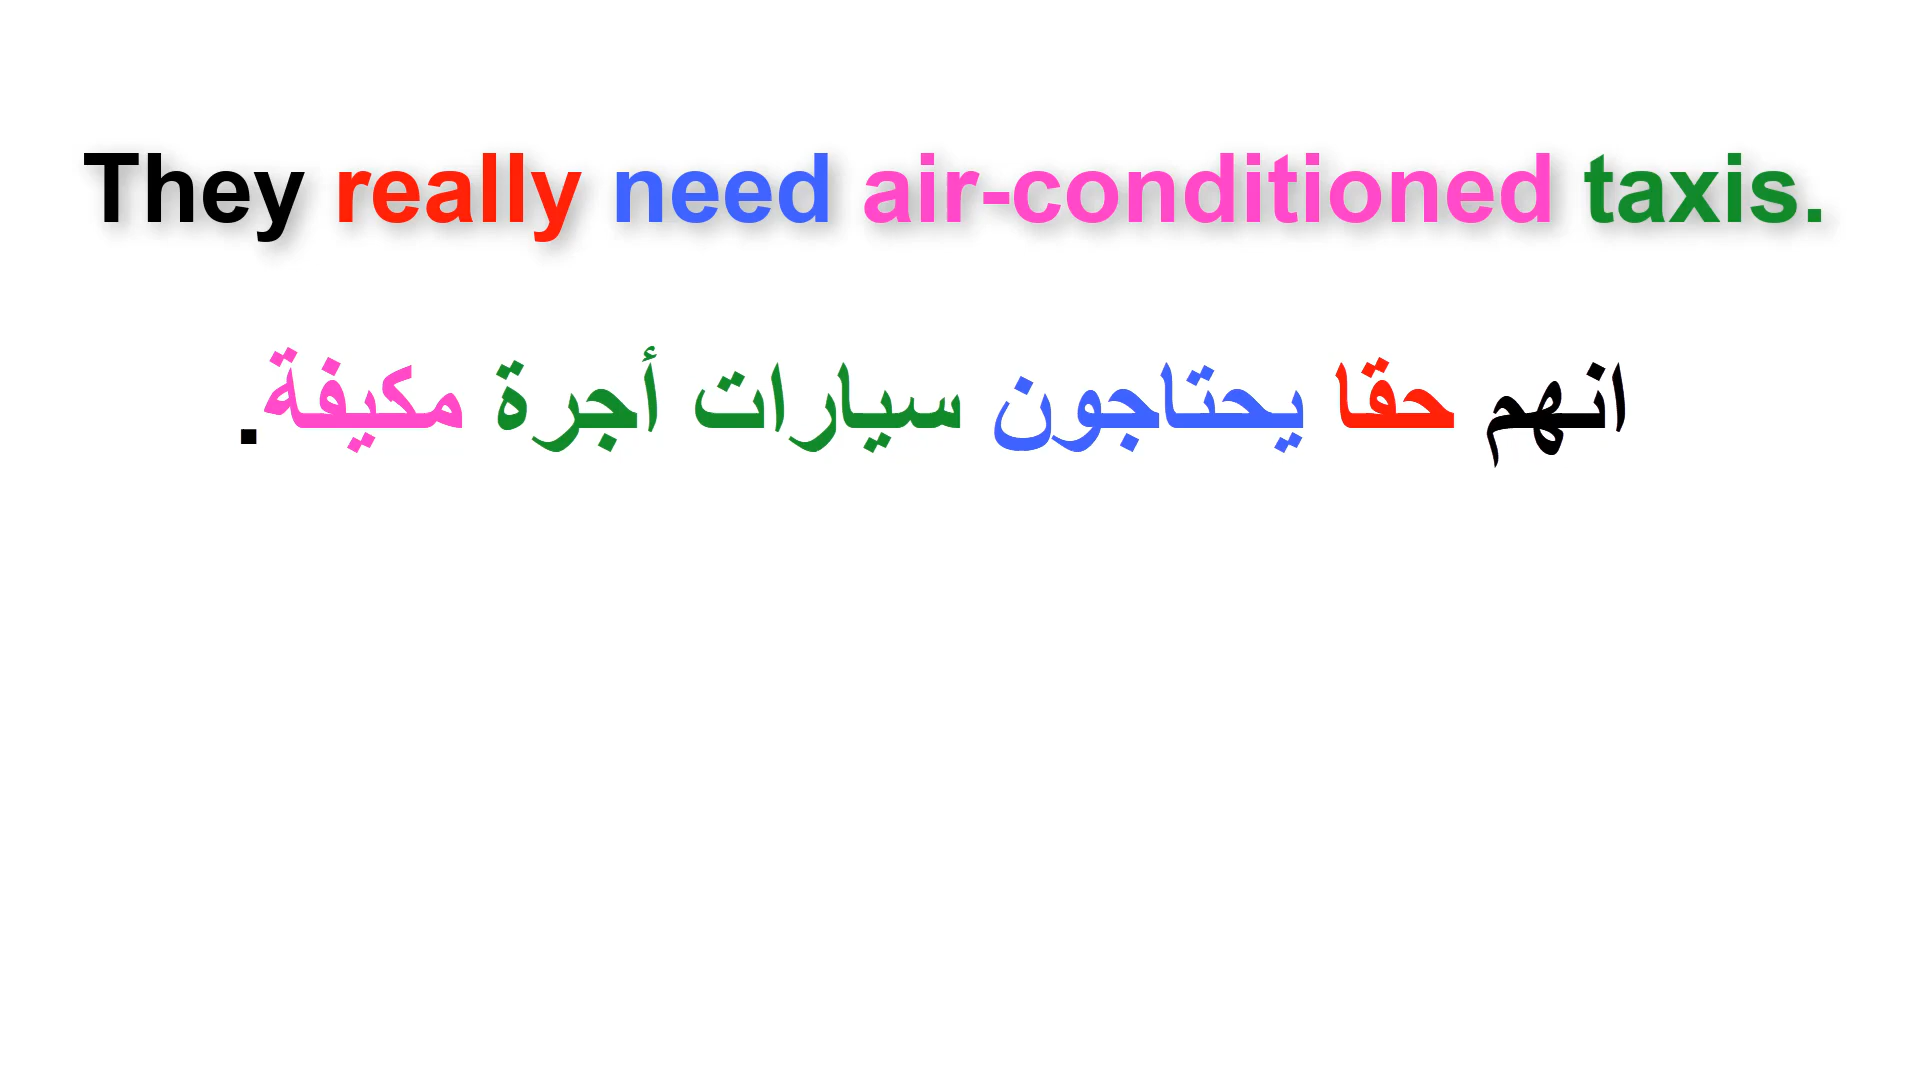 They really need air-conditioned taxis.
انهم حقا يحتاجون سيارات أجرة مكيفة.